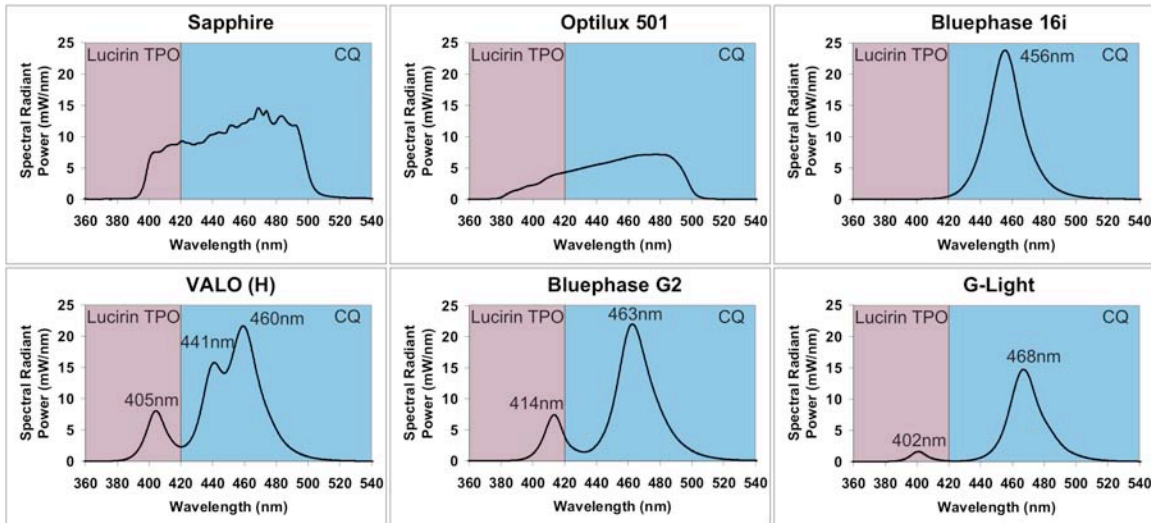 Sapphire
Spectral Radiant
Power (mW/nm)
25
20
15
10
5
0
Lucirin TPO
CQ
360 380 400 420 440 460 480 500 520 540
Wavelength (nm)
Optilux 501
Spectral Radiant
Power (mW/nm)
25
20
15
10
5
0
Lucirin TPO
CQ
360 380 400 420 440 460 480 500 520 540
Wavelength (nm)
Bluephase 16i
Spectral Radiant
Power (mW/nm)
25
20
15
10
5
0
Lucirin TPO
CQ
456nm
360 380 400 420 440 460 480 500 520 540
Wavelength (nm)
VALO (H)
Spectral Radiant
Power (mW/nm)
25
20
15
10
5
0
Lucirin TPO
CQ
460nm
441nm
405nm
360 380 400 420 440 460 480 500 520 540
Wavelength (nm)
Bluephase G2
Spectral Radiant
Power (mW/nm)
25
20
15
10
5
0
Lucirin TPO
CQ
463nm
414nm
360 380 400 420 440 460 480 500 520 540
Wavelength (nm)
G-Light
Spectral Radiant
Power (mW/nm)
25
20
15
10
5
0
Lucirin TPO
CQ
468nm
402nm
360 380 400 420 440 460 480 500 520 540
Wavelength (nm)